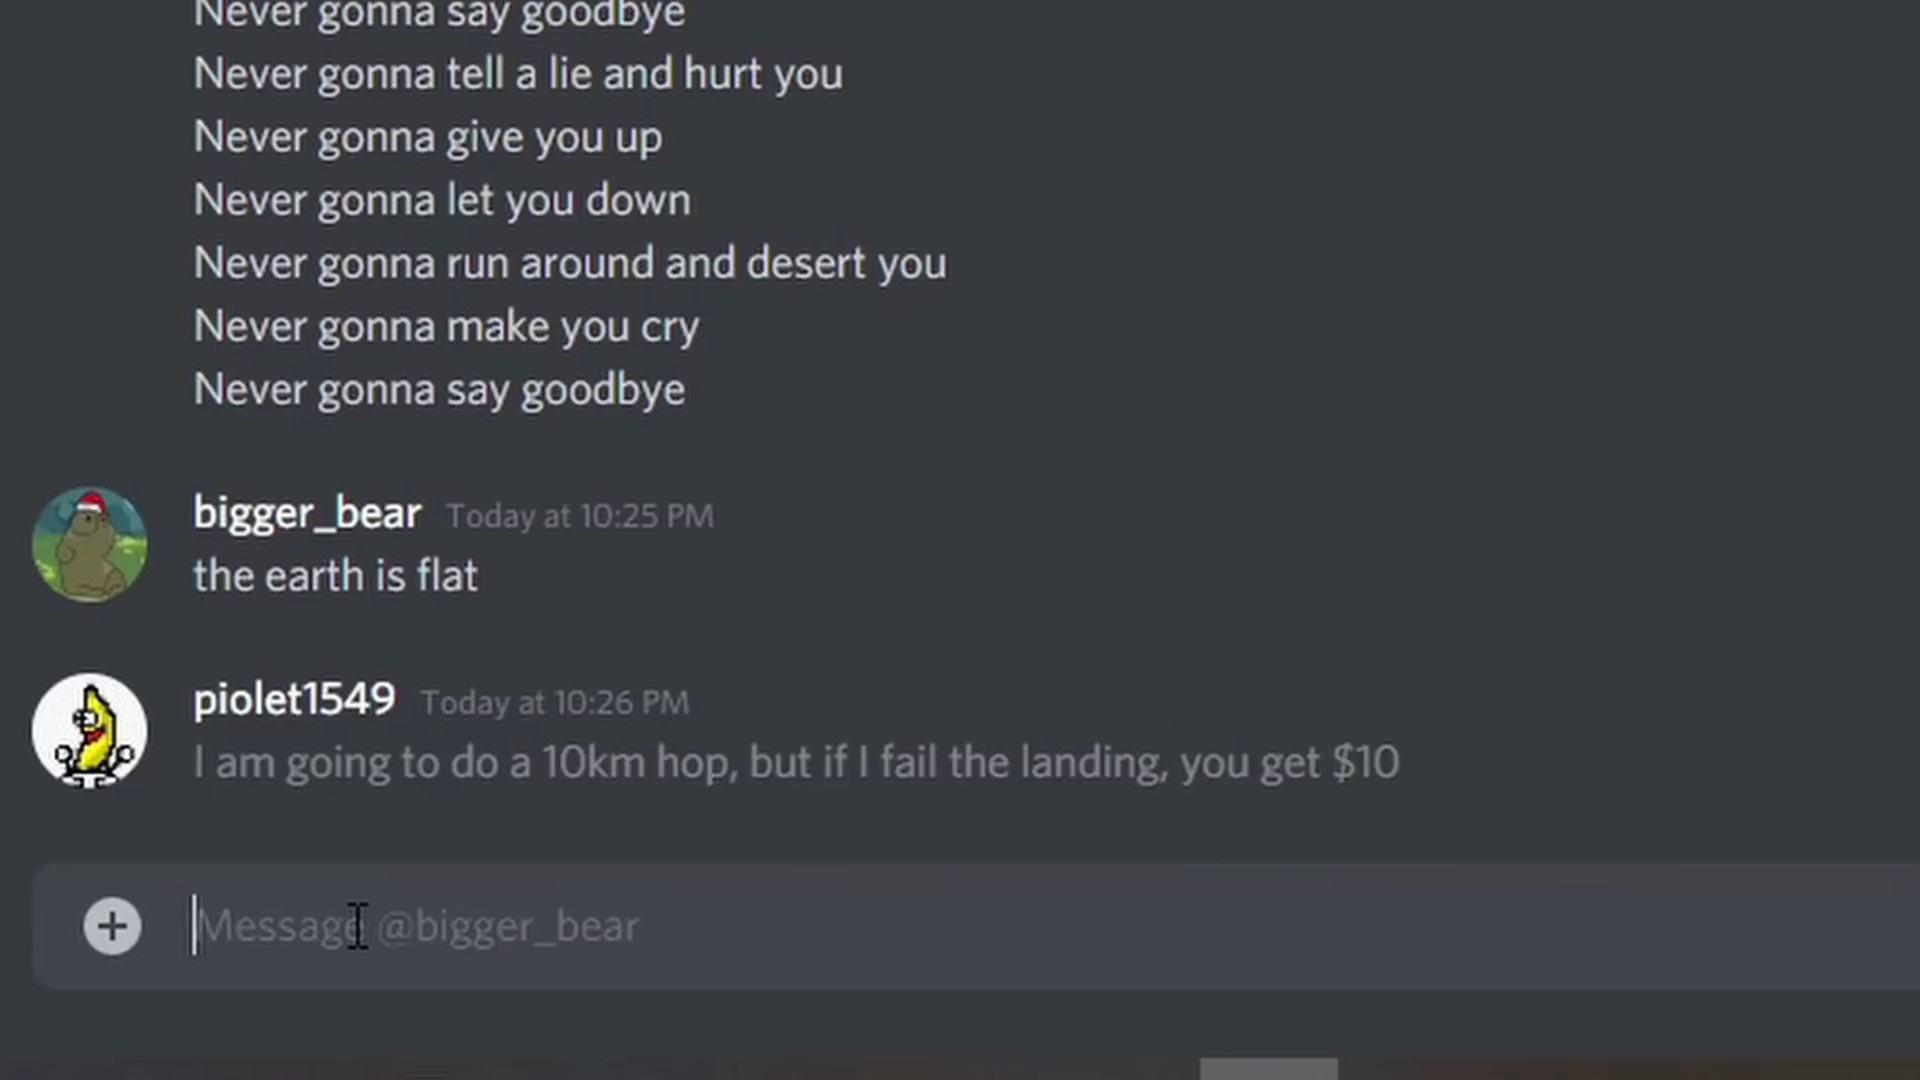 Never gonna say goodbye
Never gonna tell a lie and hurt you
Never gonna give you up
Never gonna let you down
Never gonna run around and desert you
Never gonna make you cry
Never gonna say goodbye
bigger_bear Today at 10:25 PM
the earth is flat
piolet1549 Today at 10:26 PM
I am going to do a 10km hop, but if I fail the landing, you get $10
Message @bigger_bear